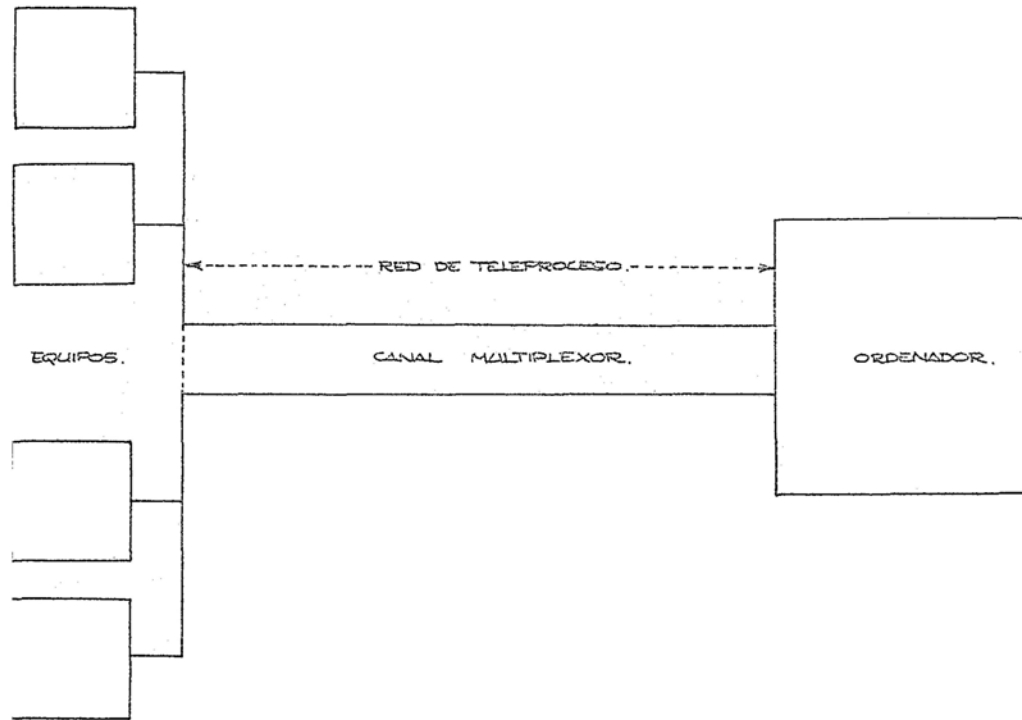 RED DE TELEPROCESO.
EQUIPOS.
CANAL MULTIPLEXOR.
ORDENADOR.